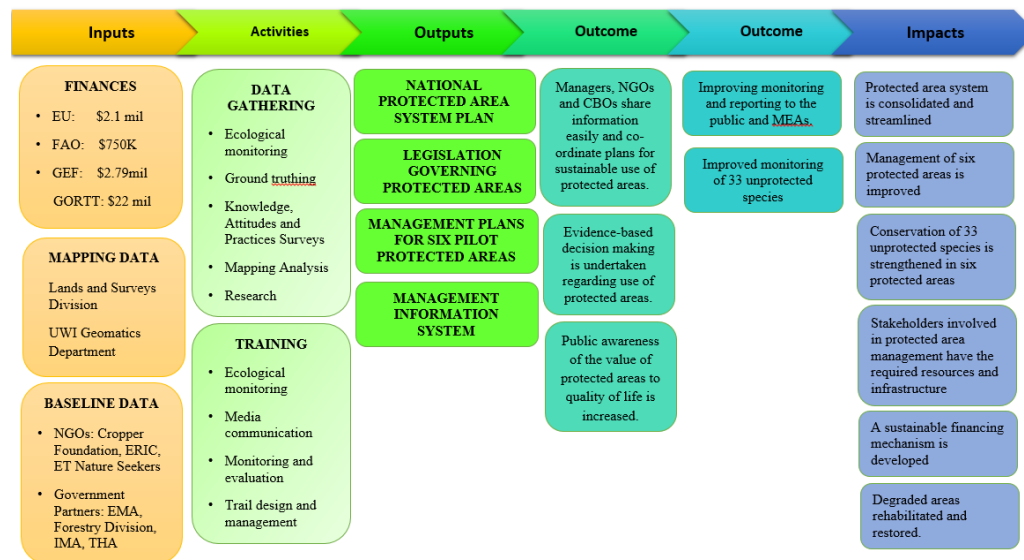 Inputs
Activities
Outputs
Outcome
Outcome
Impacts
FINANCES
• EU: $2.1 mil
• FAO: $750K
• GEF: $2.79mil
GORTT: $22 mil
MAPPING DATA
Lands and Surveys
Division
UWI Geomatics
Department
BASELINE DATA
• NGOs: Cropper
Foundation, ERIC,
ET Nature Seekers
• Government
Partners: EMA,
Forestry Division,
IMA, THA
DATA
GATHERING
• Ecological
monitoring
• Ground truthing
• Knowledge,
Attitudes and
Practices Surveys
• Mapping Analysis
• Research
TRAINING
• Ecological
monitoring
• Media
communication
• Monitoring and
evaluation
• Trail design and
management
NATIONAL
PROTECTED AREA
SYSTEM PLAN
LEGISLATION
GOVERNING
PROTECTED AREAS
MANAGEMENT PLANS
FOR SIX PILOT
PROTECTED AREAS
MANAGEMENT
INFORMATION
SYSTEM
Managers, NGOs
and CBOs share
information
easily and co-
ordinate plans for
sustainable use of
protected areas.
Evidence-based
decision making
is undertaken
regarding use of
protected areas.
Public awareness
of the value of
protected areas to
quality of life is
increased.
Improving monitoring
and reporting to the
public and MEAs.
Improved monitoring
of 33 unprotected
species
Protected area
system is
consolidated and
streamlined
Management of six
protected areas is
improved
Conservation of 33
unprotected species is
strengthened in six
protected areas
Stakeholders involved
in protected area
management have the
required resources and
infrastructure
A sustainable financing
mechanism is
developed
Degraded areas
rehabilitated and
restored.